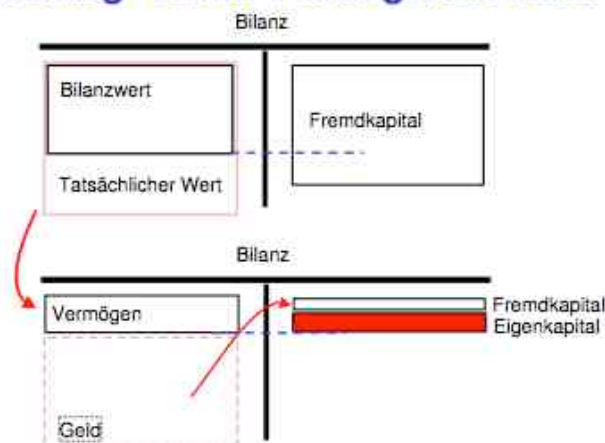 Bilanz
Bilanzwert
Fremdkapital
Tatsächlicher Wert
Bilanz
Vermögen
Fremdkapital
Eigenkapital
Geld